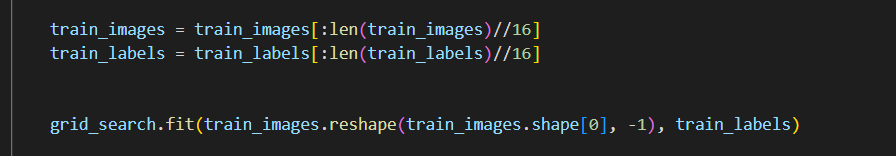 train_images = train_images[:len(train_images)//16]
train_labels = train_labels[:len(train_labels)//16]
grid_search.fit(train_images.reshape(train_images.shape[0], -1), train_labels)